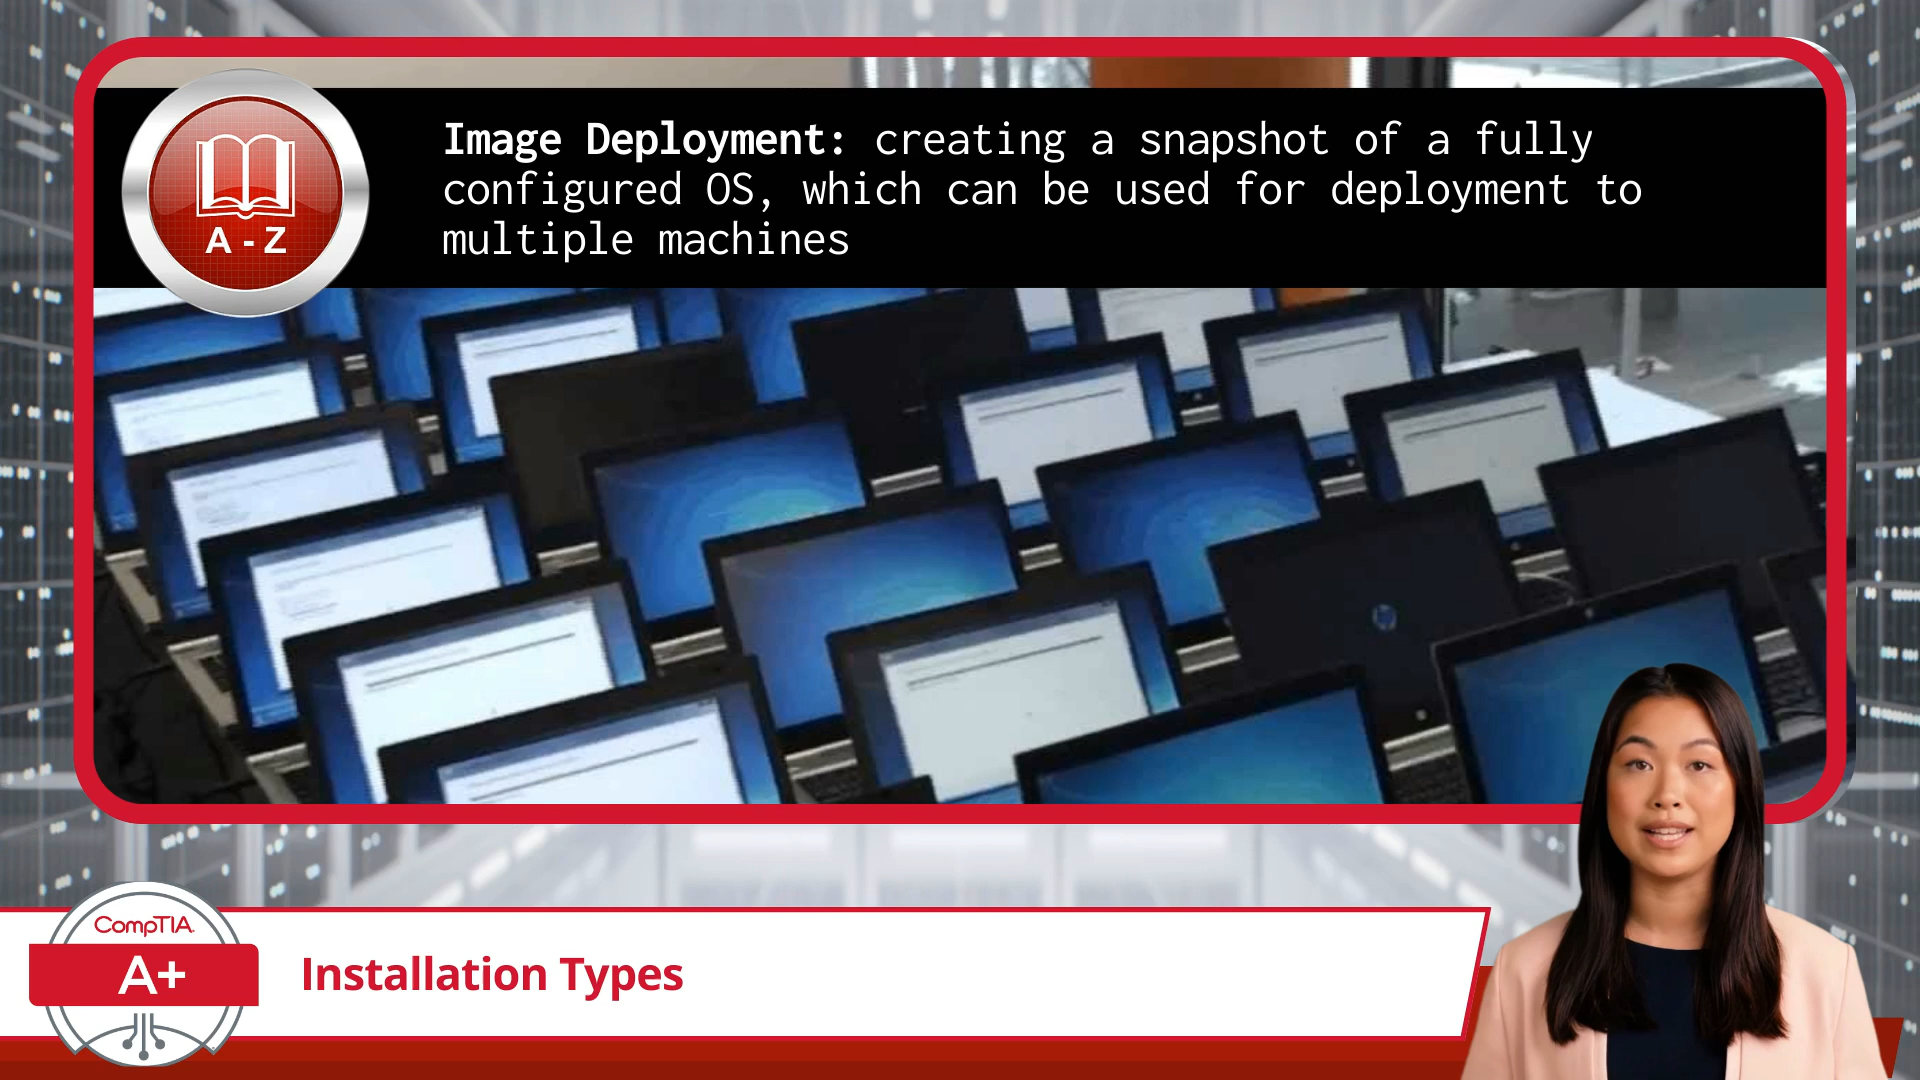 Image Deployment: creating a snapshot of a fully
configured OS, which can be used for deployment to
multiple machines
A - Z
CompTIA.
A+
Installation Types